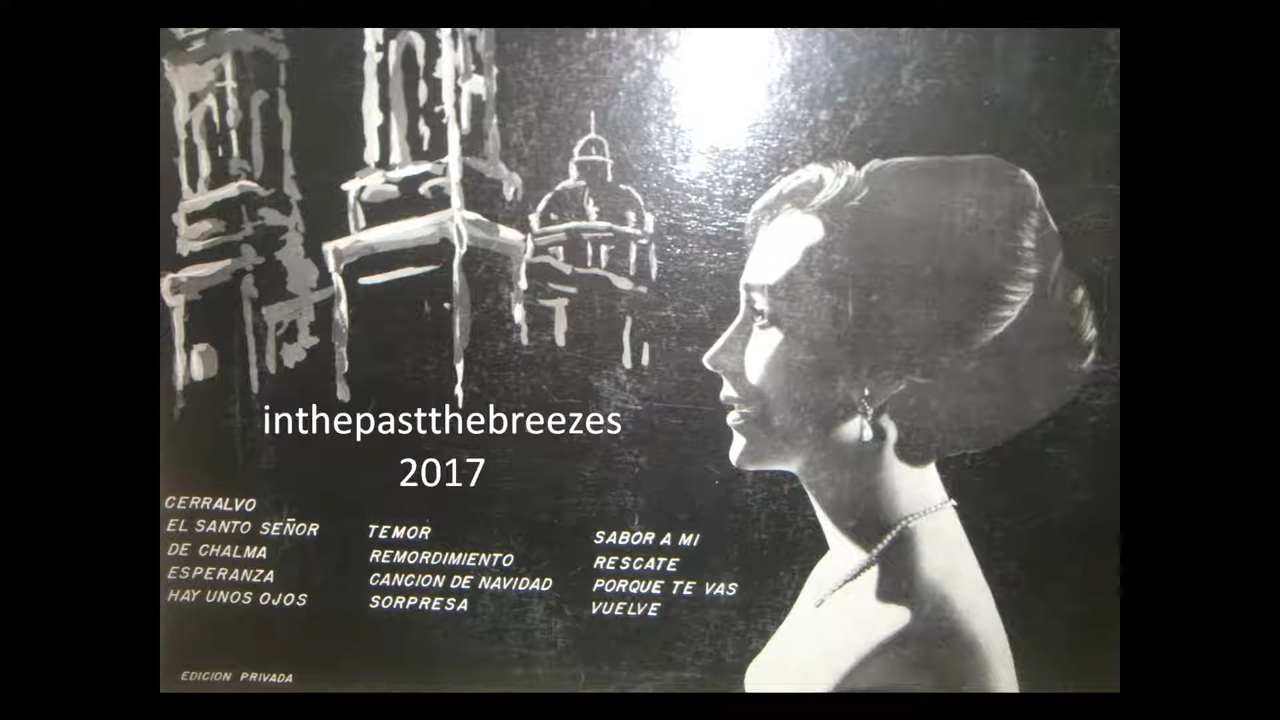 inthepastthebreezes
2017
CERRALVO
EL SANTO SEÑOR
DE CHALMA
ESPERANZA
HAY UNOS OJOS
TEMOR
REMORDIMIENTO
CANCION DE NAVIDAD
SORPRESA
SABOR A MI
RESCATE
PORQUE TE VAS
VUELVE
EDICION PRIVADA